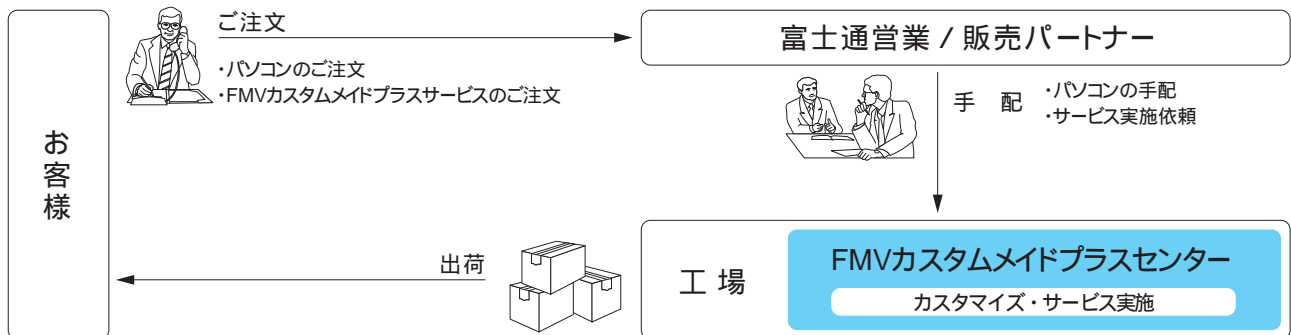 お客様
ご注文
・パソコンのご注文
・FMVカスタムメイドプラスサービスのご注文
富士通営業 / 販売パートナー
手 配
・パソコンの手配
・サービス実施依頼
工 場
FMVカスタムメイドプラスセンター
カスタマイズ・サービス実施
出荷